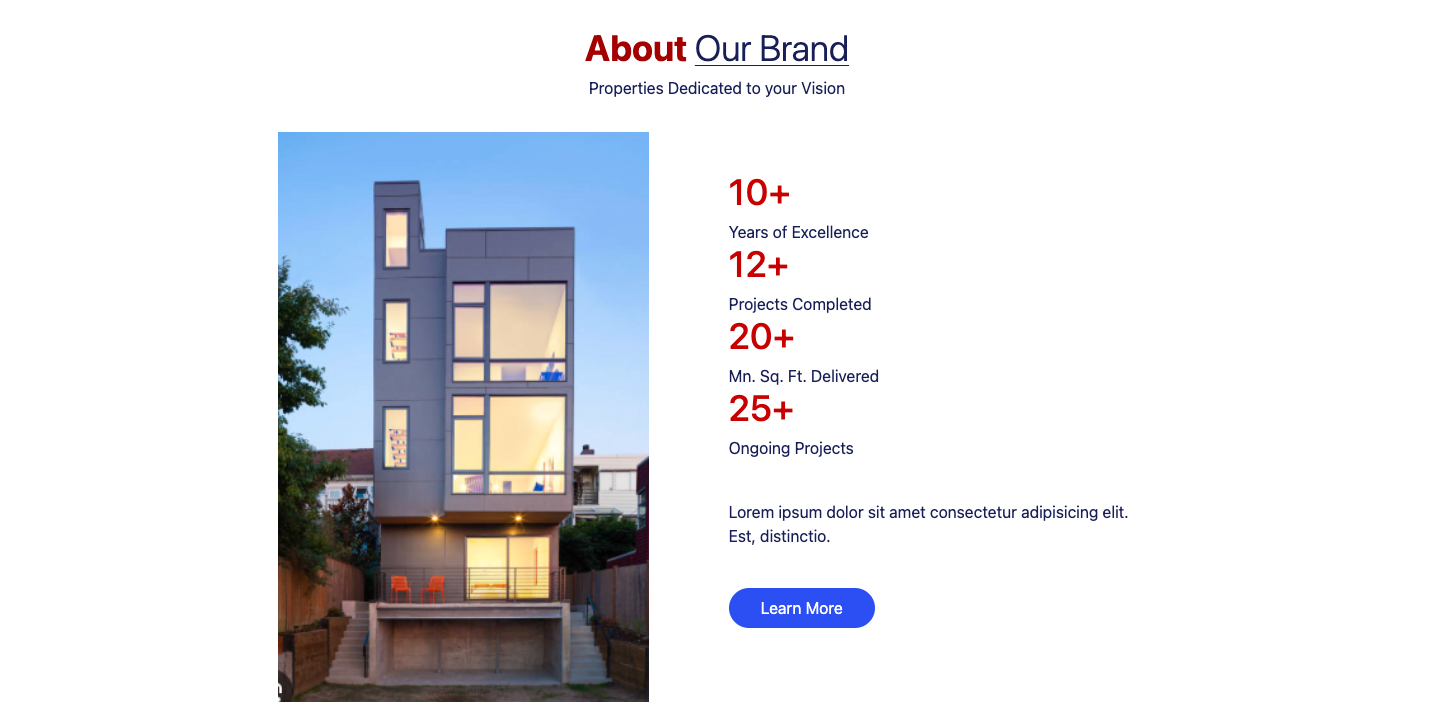 About Our Brand
Properties Dedicated to your Vision
10+
Years of Excellence
12+
Projects Completed
20+
Mn. Sq. Ft. Delivered
25+
Ongoing Projects
Lorem ipsum dolor sit amet consectetur adipisicing elit.
Est, distinctio.
Learn More